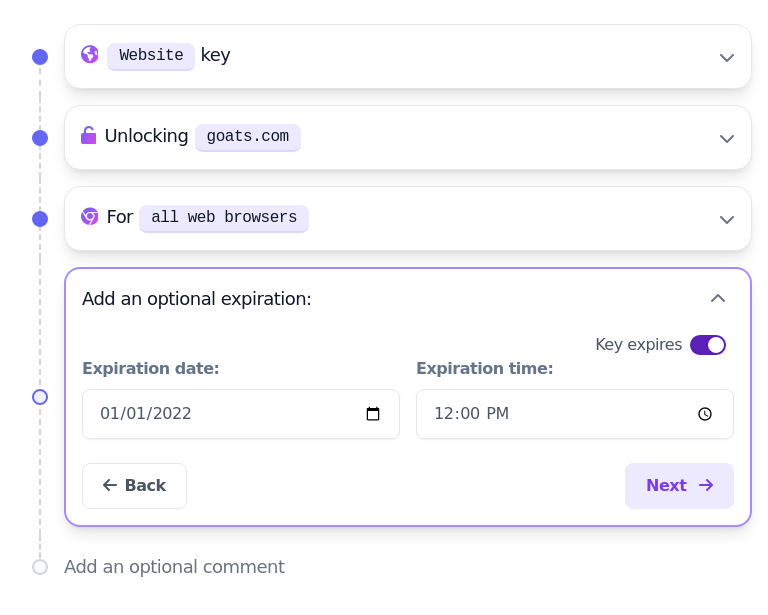 Website key
Unlocking goats.com
For all web browsers
Add an optional expiration:
Key expires
Expiration date: Expiration time:
01/01/2022 12:00 PM
Back Next
Add an optional comment